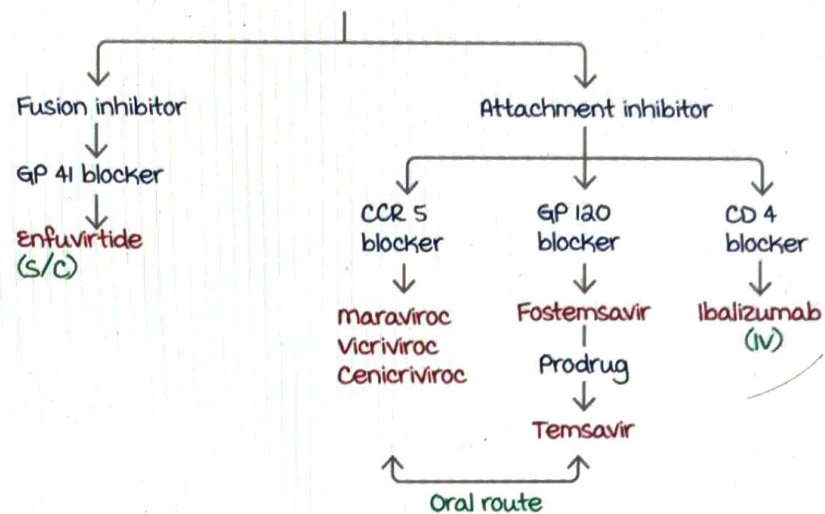 Fusion inhibitor
Attachment inhibitor
GP 41 blocker
Enfuvirtide
(S/C)
CCR 5
blocker
GP 120
blocker
CD 4
blocker
Maraviroc
Vicriviroc
Cenicriviroc
Fostemsavir
Prodrug
Temsavir
Ibalizumab
(IV)
Oral route